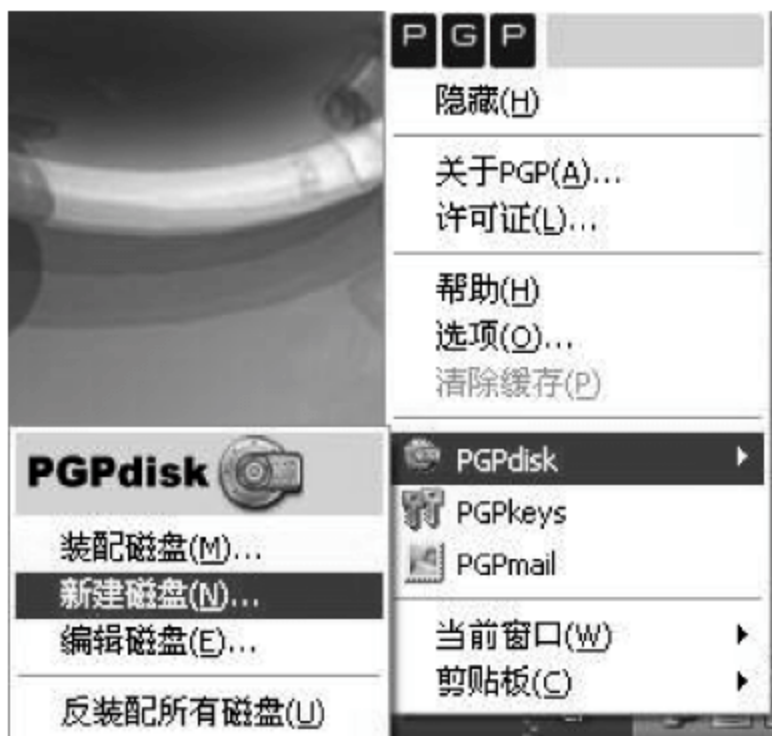 PGP
隐藏(H)
关于PGP(A)...
许可证(L)...
帮助(H)
选项(O)...
清除缓存(P)
PGPdisk
PGPkeys
PGPmail
当前窗口(W)
剪贴板(C)
PGPdisk
装配磁盘(M)...
新建磁盘(N)...
编辑磁盘(E)...
反装配所有磁盘(U)